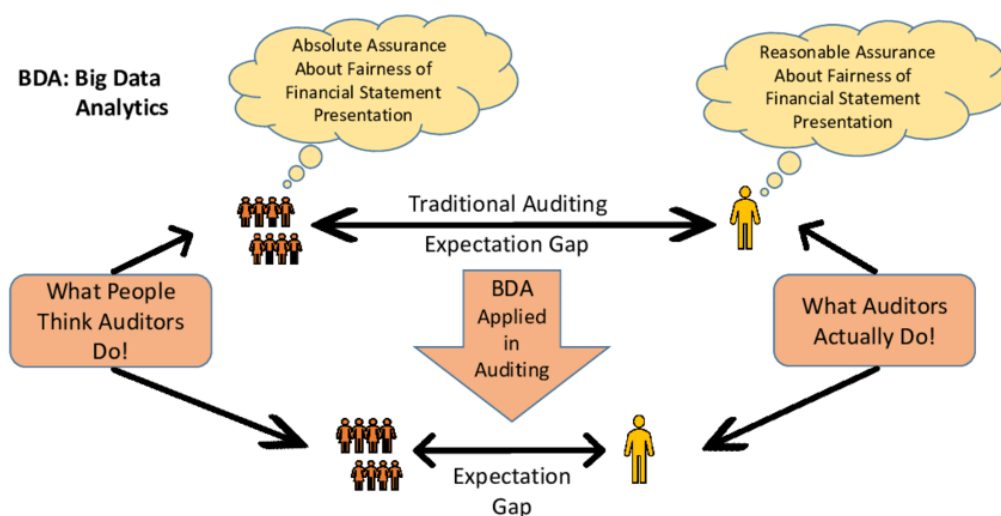 BDA: Big Data
Analytics
Absolute Assurance
About Fairness of
Financial Statement
Presentation
Reasonable Assurance
About Fairness of
Financial Statement
Presentation
Traditional Auditing
Expectation Gap
What People
Think Auditors
Do!
BDA
Applied
in
Auditing
What Auditors
Actually Do!
Expectation
Gap